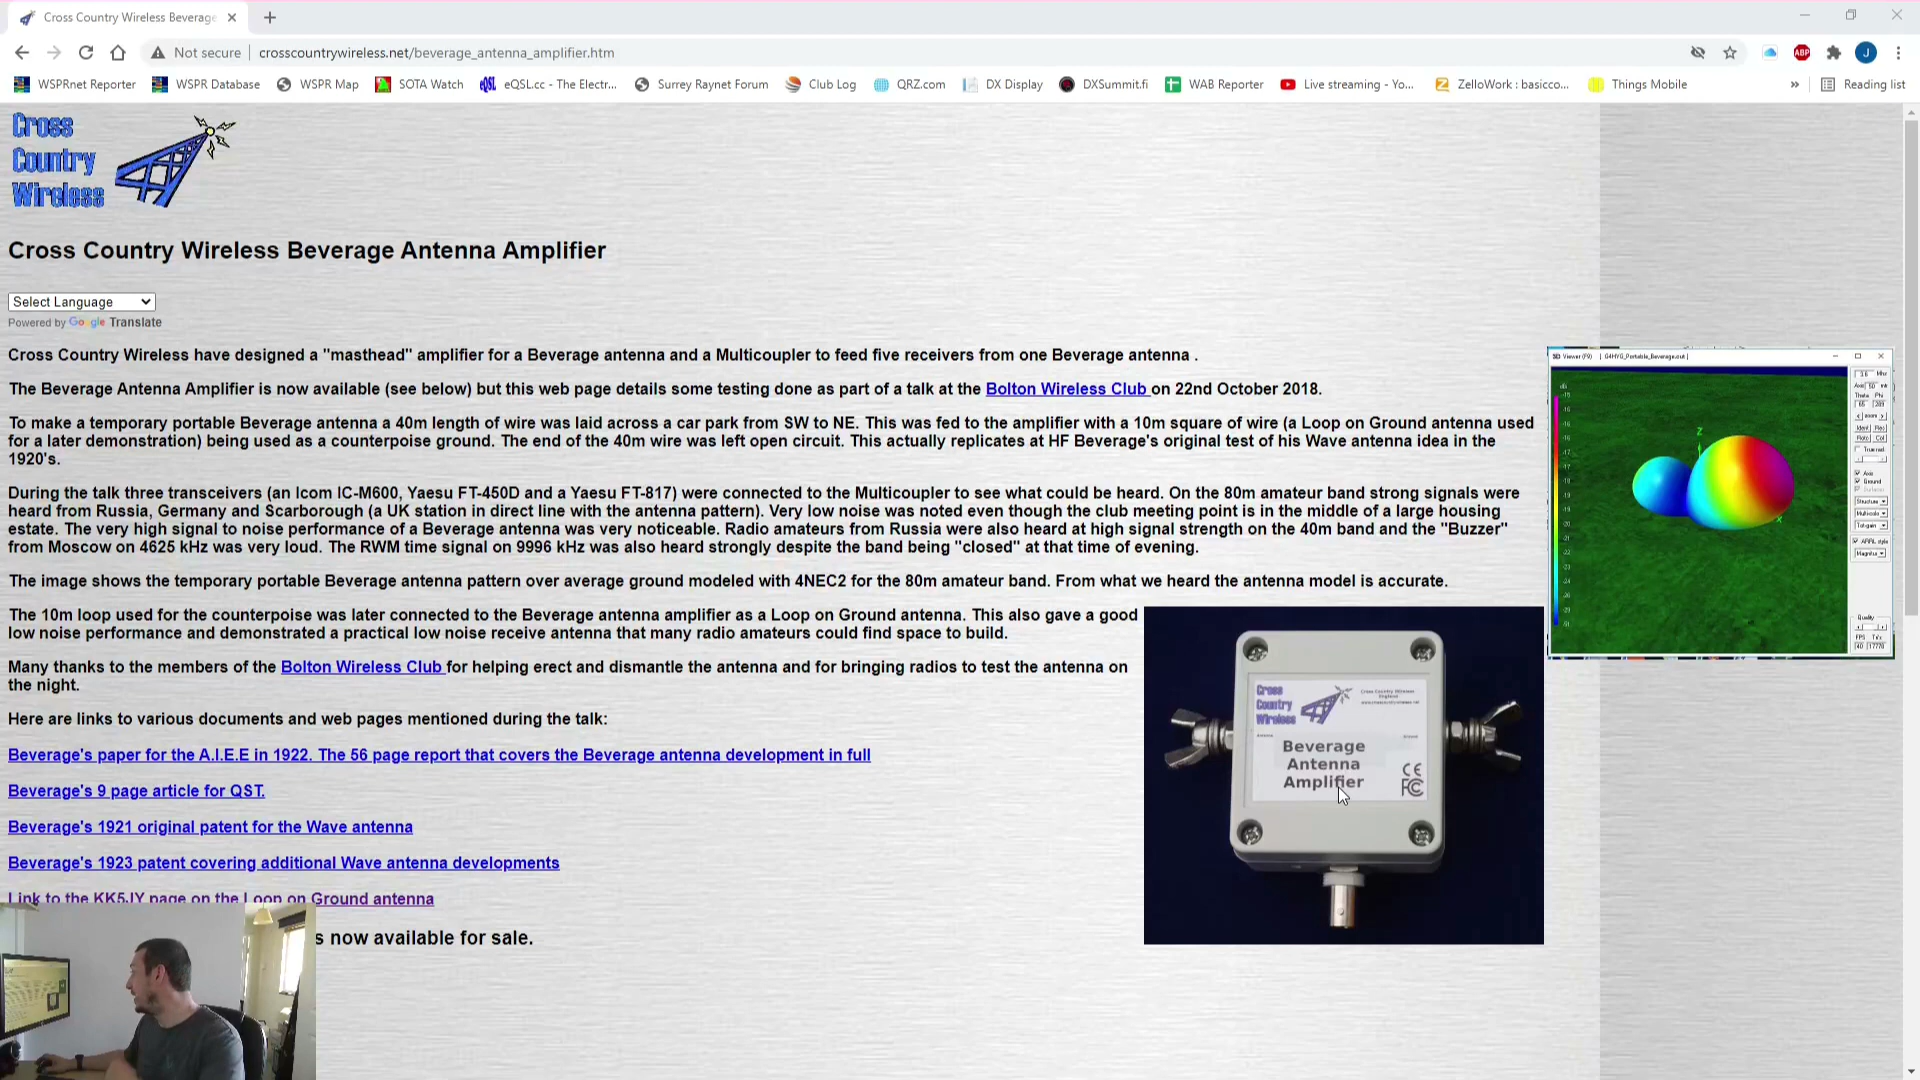 Cross Country Wireless Beverage
Not secure
crosscountrywireless.net/beverage_antenna_amplifier.htm
ABP
J
WSPRnet Reporter
WSPR Database
WSPR Map
SOTA Watch
eQSL.cc - The Electr...
Surrey Raynet Forum
Club Log
QRZ.com
DX Display
DXSummit.fi
WAB Reporter
Live streaming - Yo...
ZelloWork : basicco...
Things Mobile
»
Reading list
Cross
Country
Wireless
Cross Country Wireless Beverage Antenna Amplifier
Select Language
Powered by Google Translate
Cross Country Wireless have designed a "masthead" amplifier for a Beverage antenna and a Multicoupler to feed five receivers from one Beverage antenna .
The Beverage Antenna Amplifier is now available (see below) but this web page details some testing done as part of a talk at the Bolton Wireless Club on 22nd October 2018.
To make a temporary portable Beverage antenna a 40m length of wire was laid across a car park from SW to NE. This was fed to the amplifier with a 10m square of wire (a Loop on Ground antenna used
for a later demonstration) being used as a counterpoise ground. The end of the 40m wire was left open circuit. This actually replicates at HF Beverage's original test of his Wave antenna idea in the
1920's.
During the talk three transceivers (an Icom IC-M600, Yaesu FT-450D and a Yaesu FT-817) were connected to the Multicoupler to see what could be heard. On the 80m amateur band strong signals were
heard from Russia, Germany and Scarborough (a UK station in direct line with the antenna pattern). Very low noise was noted even though the club meeting point is in the middle of a large housing
estate. The very high signal to noise performance of a Beverage antenna was very noticeable. Radio amateurs from Russia were also heard at high signal strength on the 40m band and the "Buzzer"
from Moscow on 4625 kHz was very loud. The RWM time signal on 9996 kHz was also heard strongly despite the band being "closed" at that time of evening.
The image shows the temporary portable Beverage antenna pattern over average ground modeled with 4NEC2 for the 80m amateur band. From what we heard the antenna model is accurate.
The 10m loop used for the counterpoise was later connected to the Beverage antenna amplifier as a Loop on Ground antenna. This also gave a good
low noise performance and demonstrated a practical low noise receive antenna that many radio amateurs could find space to build.
Many thanks to the members of the Bolton Wireless Club for helping erect and dismantle the antenna and for bringing radios to test the antenna on
the night.
Here are links to various documents and web pages mentioned during the talk:
Beverage's paper for the A.I.E.E in 1922. The 56 page report that covers the Beverage antenna development in full
Beverage's 9 page article for QST.
Beverage's 1921 original patent for the Wave antenna
Beverage's 1923 patent covering additional Wave antenna developments
Link to the KK5JY page on the Loop on Ground antenna
s now available for sale.
3D Viewer (F9) | G4HYG_Portable_Beverage.out |
Z
X
Cross
Country
Wireless
Cross Country Wireless
England
Beverage
Antenna
Amplifier
CE
FC